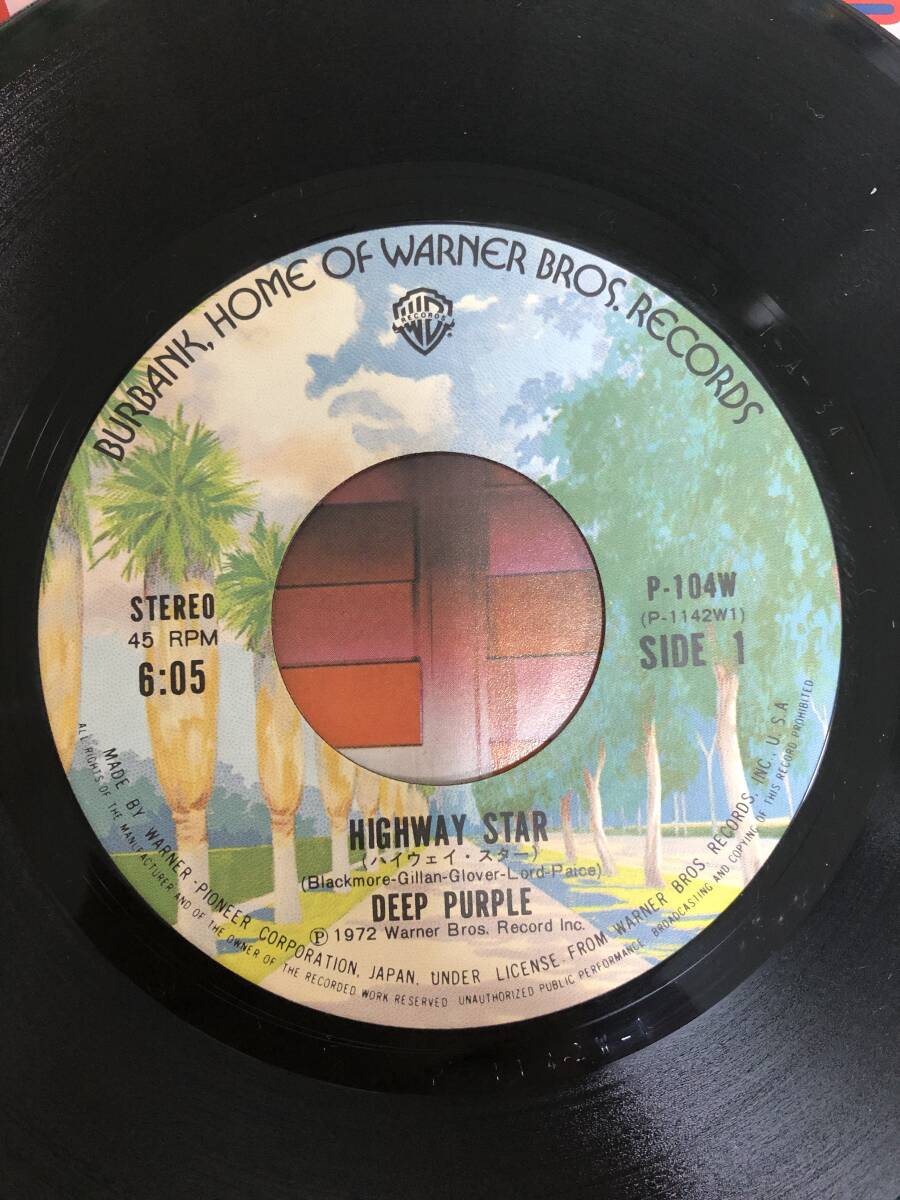 BURBANK, HOME OF WARNER BROS. RECORDS
RECORDS
STEREO
45 RPM
6:05
P-104W
(P-1142W1)
SIDE 1
HIGHWAY STAR
(ハイウェイ・スター)
(Blackmore-Gillan-Glover-Lord-Paice)
DEEP PURPLE
Ⓟ 1972 Warner Bros. Record Inc.
MADE BY WARNER-PIONEER CORPORATION, JAPAN, UNDER LICENSE FROM WARNER BROS. RECORDS, INC., U.S.A
ALL RIGHTS OF THE MANUFACTURER AND OF THE OWNER OF THE RECORDED WORK RESERVED UNAUTHORIZED PUBLIC PERFORMANCE BROADCASTING AND COPYING OF THIS RECORD PROHIBITED